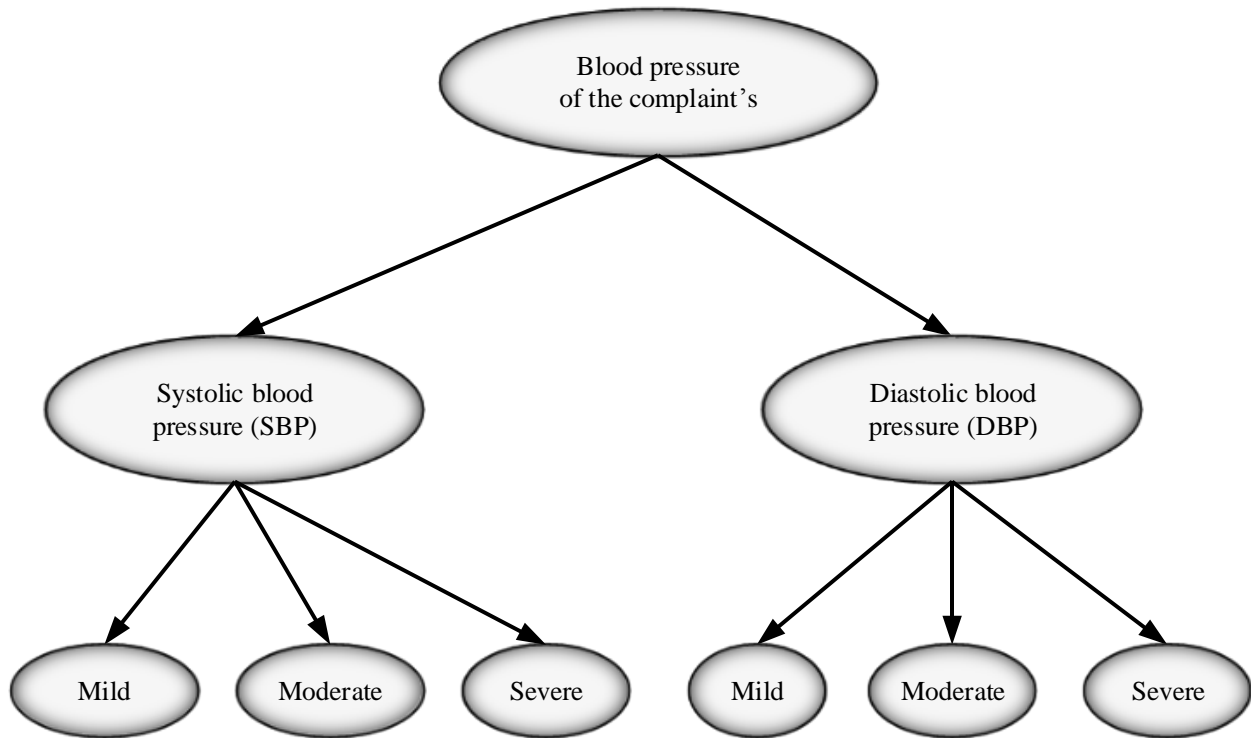 Blood pressure
of the complaint’s
Systolic blood
pressure (SBP)
Diastolic blood
pressure (DBP)
Mild
Moderate
Severe
Mild
Moderate
Severe